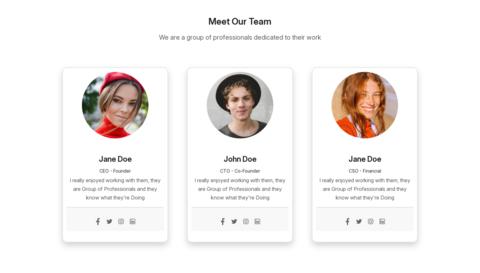 Meet Our Team
We are a group of professionals dedicated to their work
Jane Doe
CEO - Founder
I really enjoyed working with them, they
are Group of Professionals and they
know what they're Doing
John Doe
CTO - Co-Founder
I really enjoyed working with them, they
are Group of Professionals and they
know what they're Doing
Jane Doe
CSO - Financial
I really enjoyed working with them, they
are Group of Professionals and they
know what they're Doing